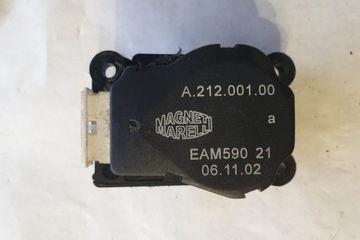 A.212.001.00
MAGNETI
MARELLI
a
EAM590 21
06.11.02